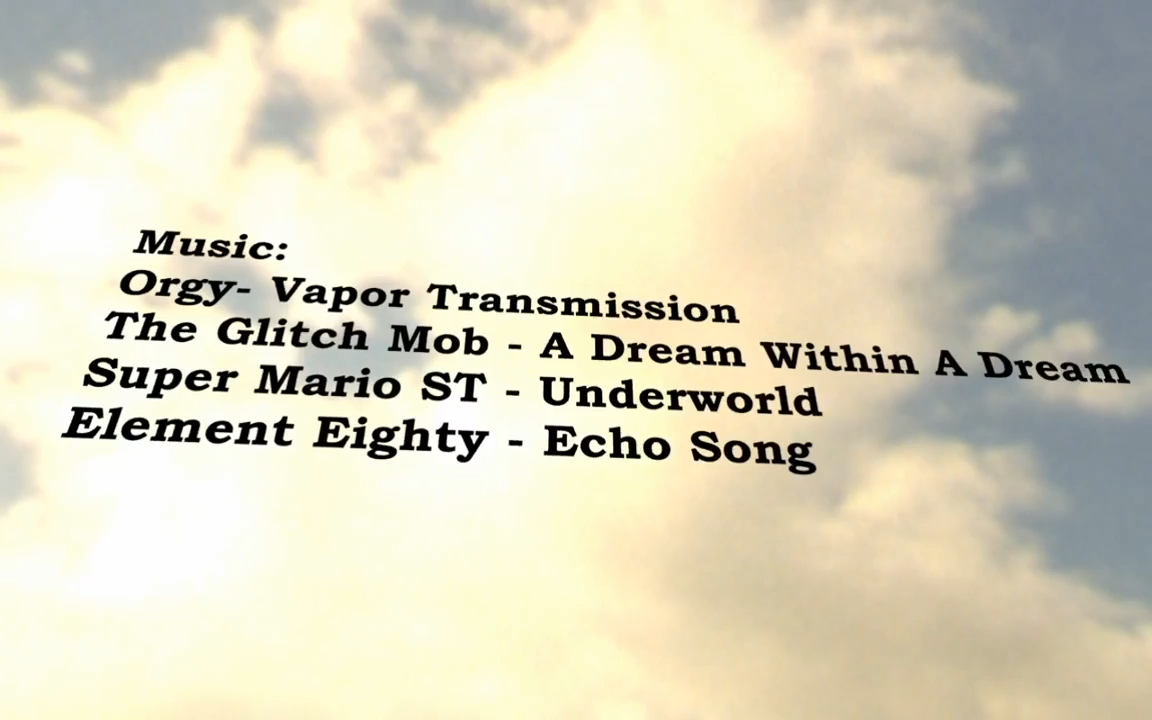 Music:
Orgy- Vapor Transmission
The Glitch Mob - A Dream Within A Dream
Super Mario ST - Underworld
Element Eighty - Echo Song